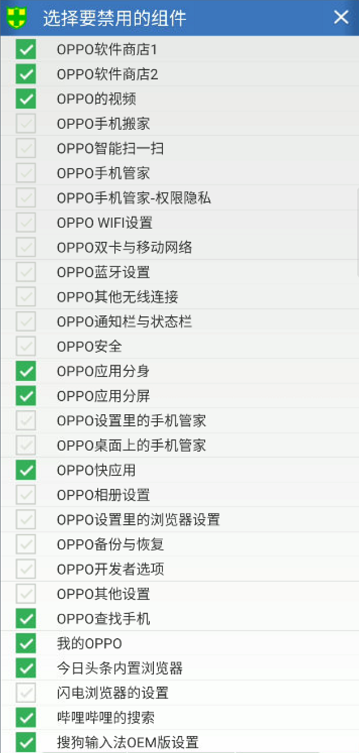 选择要禁用的组件
OPPO软件商店1
OPPO软件商店2
OPPO的视频
OPPO手机搬家
OPPO智能扫一扫
OPPO手机管家
OPPO手机管家-权限隐私
OPPO WIFI设置
OPPO双卡与移动网络
OPPO蓝牙设置
OPPO其他无线连接
OPPO通知栏与状态栏
OPPO安全
OPPO应用分身
OPPO应用分屏
OPPO设置里的手机管家
OPPO桌面上的手机管家
OPPO快应用
OPPO相册设置
OPPO设置里的浏览器设置
OPPO备份与恢复
OPPO开发者选项
OPPO其他设置
OPPO查找手机
我的OPPO
今日头条内置浏览器
闪电浏览器的设置
哔哩哔哩的搜索
搜狗输入法OEM版设置